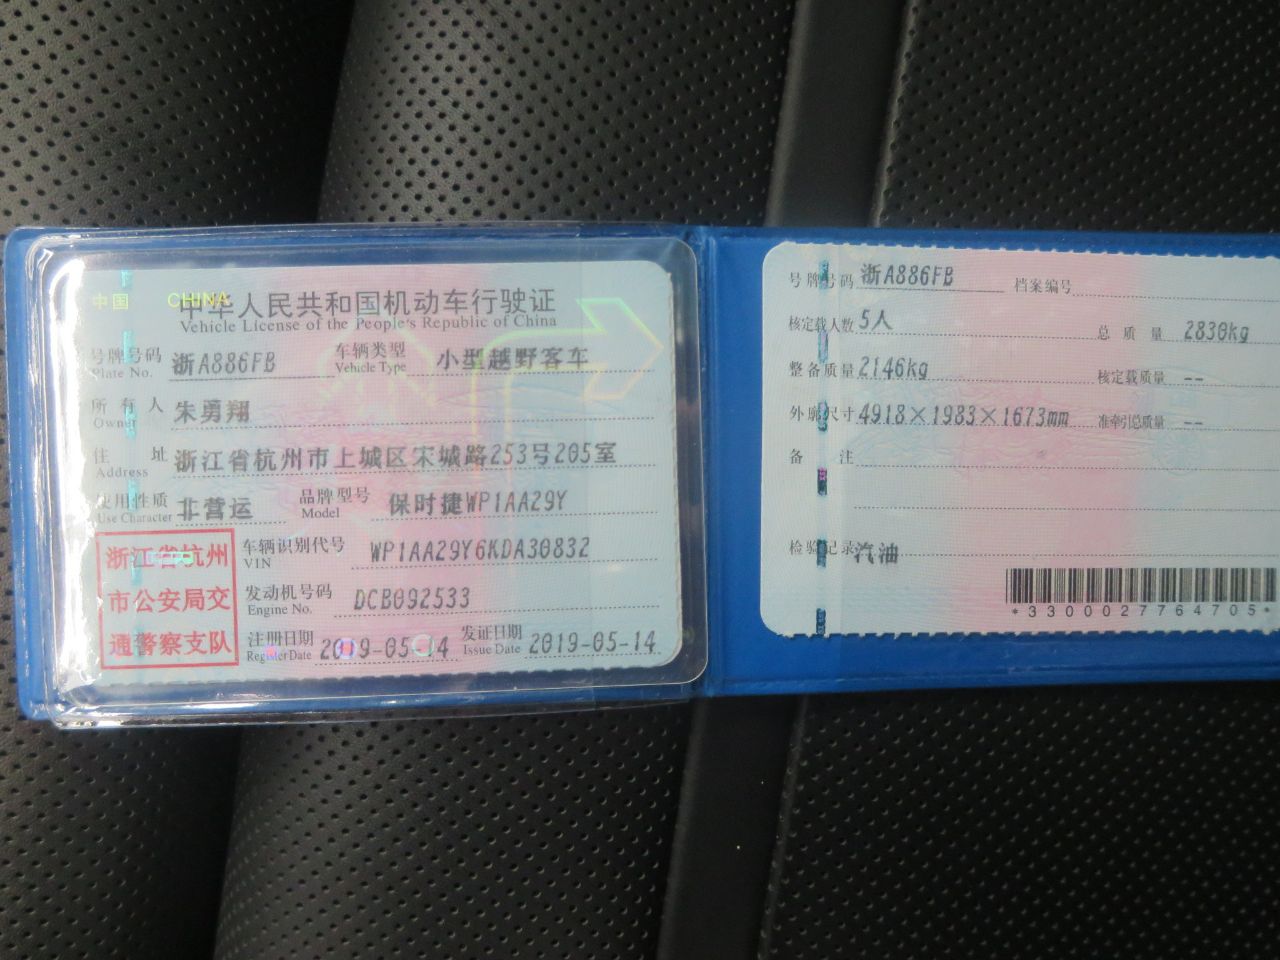 中国 CHINA
中华人民共和国机动车行驶证
Vehicle License of the People's Republic of China
号牌号码 浙A886FB 车辆类型 小型越野客车
Plate No. Vehicle Type
所有人 朱勇翔
Owner
住址 浙江省杭州市上城区宋城路253号205室
Address
使用性质 非营运 品牌型号 保时捷WP1AA29Y
Use Character Model
浙江省杭州
市公安局交
通警察支队
车辆识别代号 WP1AA29Y6KDA30832
VIN
发动机号码 DCB092533
Engine No.
注册日期 2019-05-14 发证日期 2019-05-14
Register Date Issue Date
号牌号码 浙A886FB 档案编号
核定载人数 5人 总质量 2830kg
整备质量 2146kg 核定载质量 --
外廓尺寸 4918×1983×1673mm 准牵引总质量 --
备注
检验记录 汽油
*3300027764705*